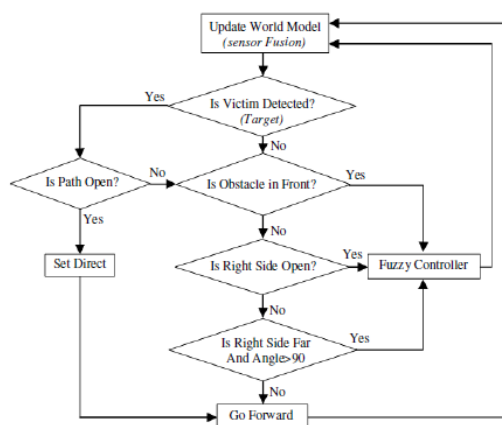 Update World Model
(sensor Fusion)
Yes
Is Victim Detected?
(Target)
No
Is Path Open?
No
Is Obstacle in Front?
Yes
Yes
No
Set Direct
Is Right Side Open?
Yes
Fuzzy Controller
No
Is Right Side Far
And Angle>90
Yes
No
Go Forward